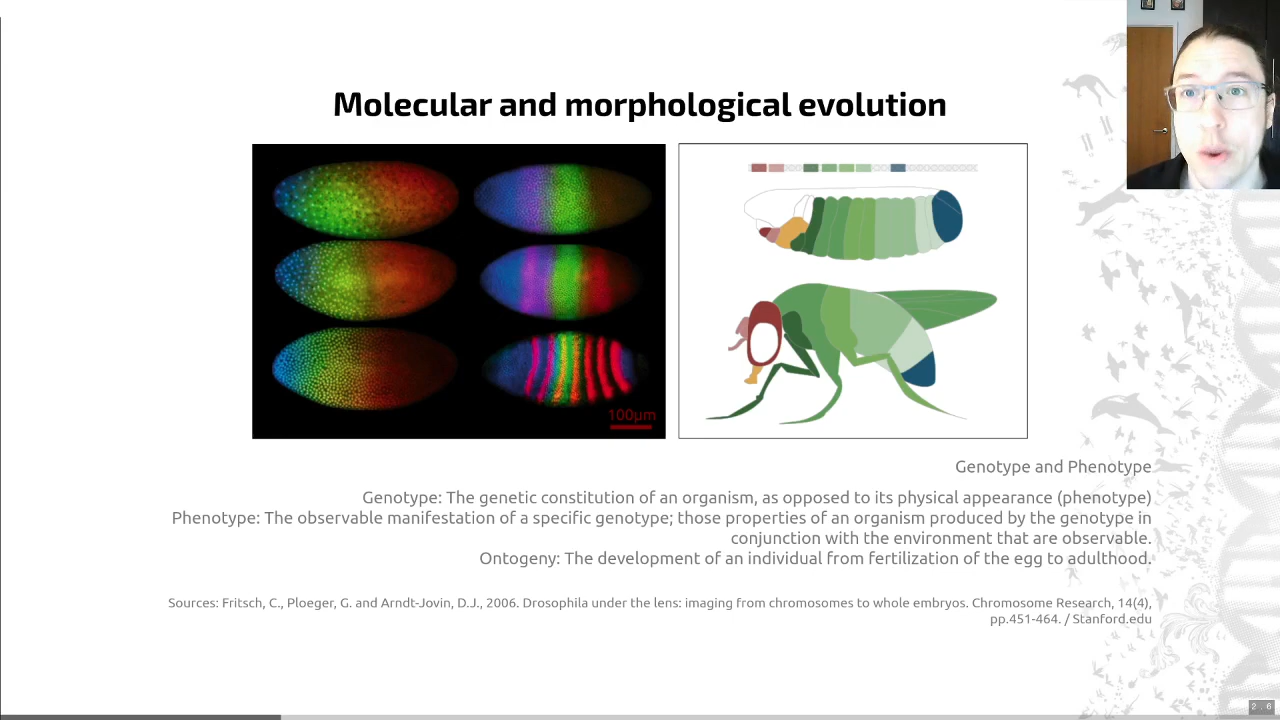 Molecular and morphological evolution
100µm
Genotype and Phenotype
Genotype: The genetic constitution of an organism, as opposed to its physical appearance (phenotype)
Phenotype: The observable manifestation of a specific genotype; those properties of an organism produced by the genotype in
conjunction with the environment that are observable.
Ontogeny: The development of an individual from fertilization of the egg to adulthood.
Sources: Fritsch, C., Ploeger, G. and Arndt-Jovin, D.J., 2006. Drosophila under the lens: imaging from chromosomes to whole embryos. Chromosome Research, 14(4),
pp.451-464. / Stanford.edu
2 / 6